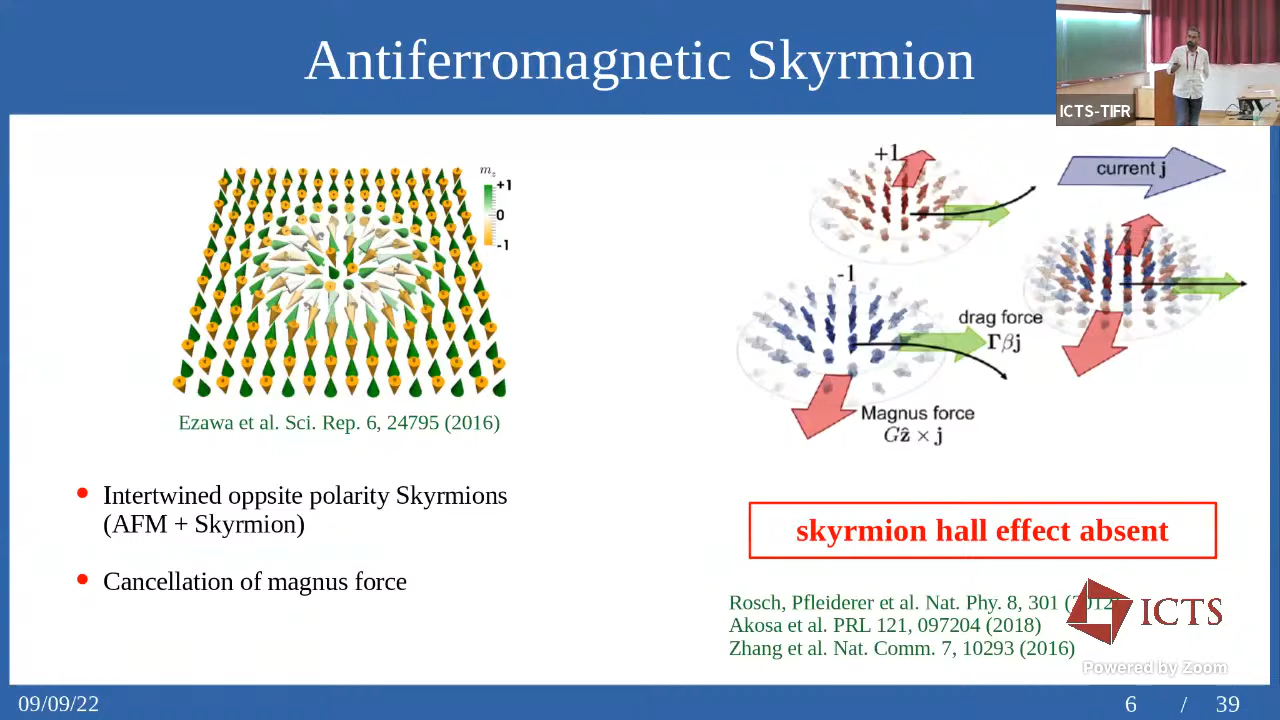 Antiferromagnetic Skyrmion
ICTS-TIFR
m_z
+1
0
-1
Ezawa et al. Sci. Rep. 6, 24795 (2016)
Intertwined oppsite polarity Skyrmions
(AFM + Skyrmion)
Cancellation of magnus force
+1
current j
-1
drag force
Γβj
Magnus force
Gẑ × j
skyrmion hall effect absent
Rosch, Pfleiderer et al. Nat. Phy. 8, 301 (2012)
Akosa et al. PRL 121, 097204 (2018)
Zhang et al. Nat. Comm. 7, 10293 (2016)
ICTS
Powered by Zoom
09/09/22
6 / 39